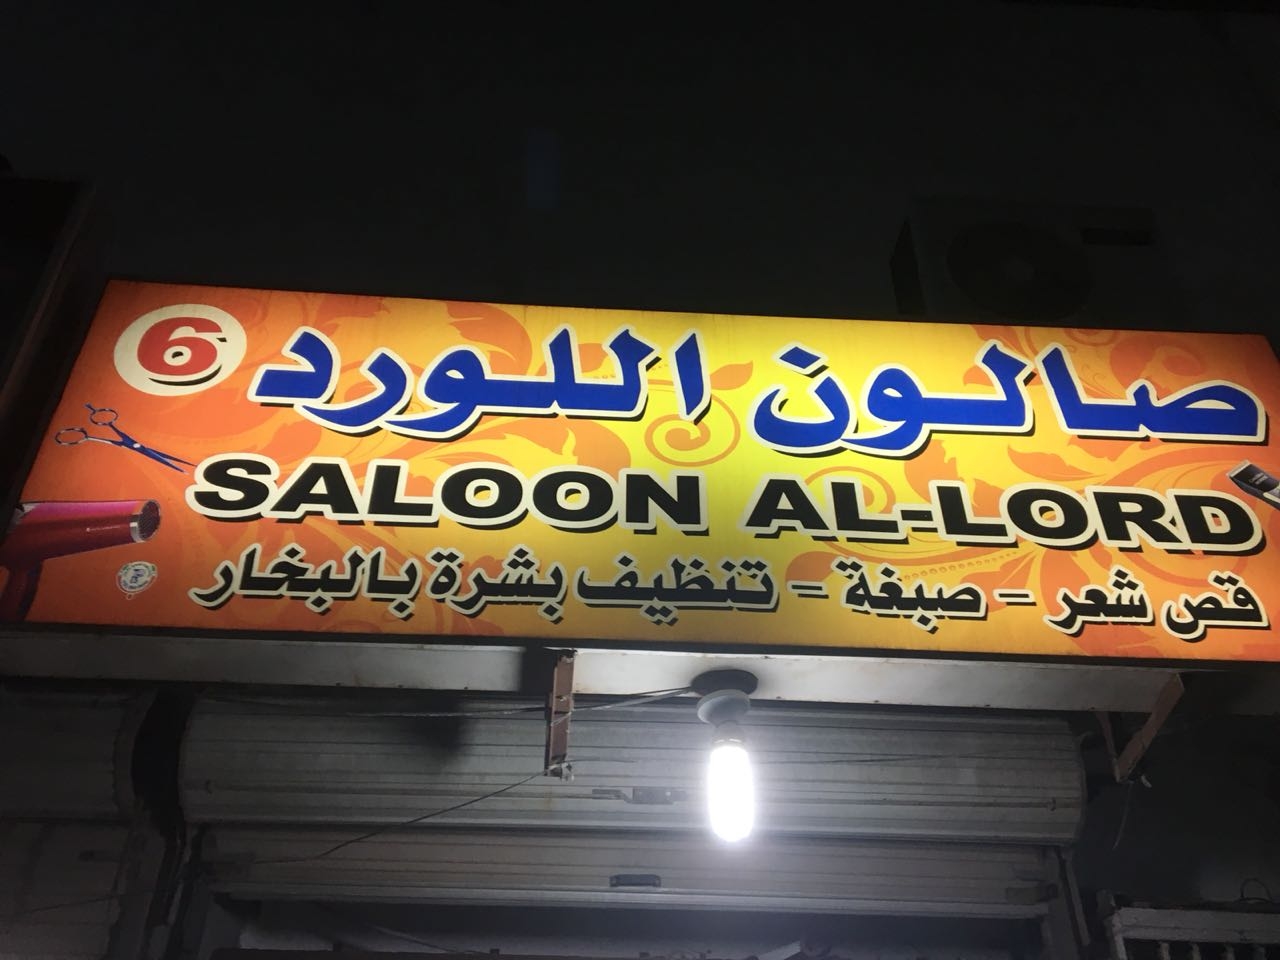 صالون اللورد 6
SALOON AL-LORD
قص شعر - صبغة - تنظيف بشرة بالبخار